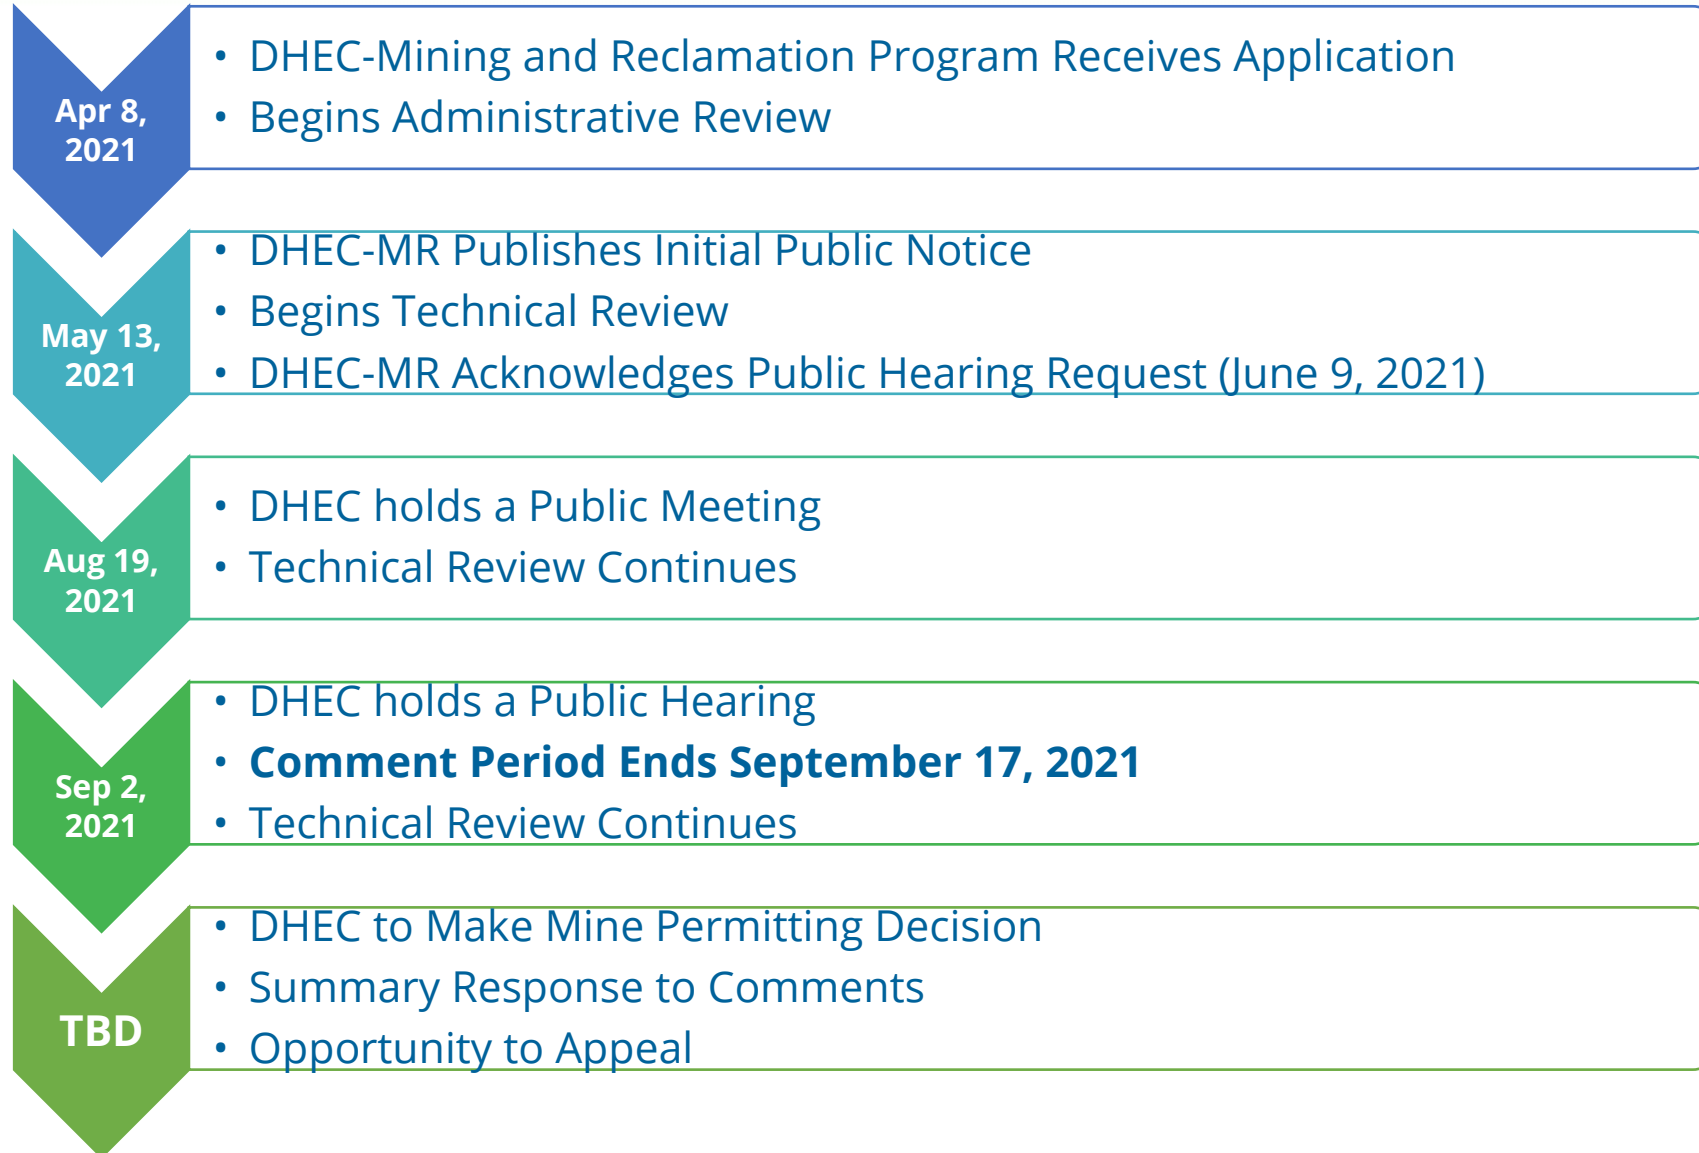 Apr 8,
2021
• DHEC-Mining and Reclamation Program Receives Application
• Begins Administrative Review
May 13,
2021
• DHEC-MR Publishes Initial Public Notice
• Begins Technical Review
• DHEC-MR Acknowledges Public Hearing Request (June 9, 2021)
Aug 19,
2021
• DHEC holds a Public Meeting
• Technical Review Continues
Sep 2,
2021
• DHEC holds a Public Hearing
• Comment Period Ends September 17, 2021
• Technical Review Continues
TBD
• DHEC to Make Mine Permitting Decision
• Summary Response to Comments
• Opportunity to Appeal